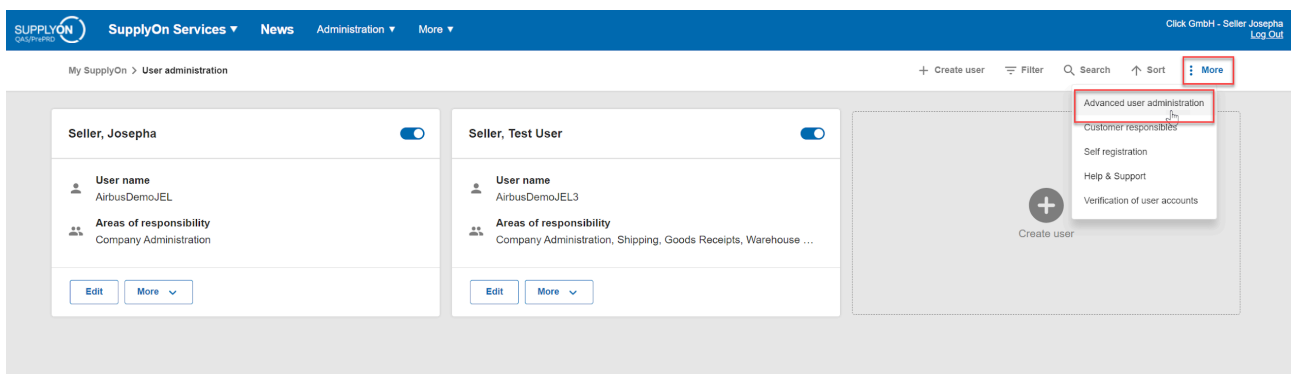 SUPPLYON
QAS/PrePRD
SupplyOn Services ▼ News Administration ▼ More ▼
Click GmbH - Seller Josepha
Log Out
My SupplyOn > User administration
+ Create user Filter Search Sort More
Advanced user administration
Customer responsibles
Self registration
Help & Support
Verification of user accounts
Seller, Josepha
User name
AirbusDemoJEL
Areas of responsibility
Company Administration
Edit More
Seller, Test User
User name
AirbusDemoJEL3
Areas of responsibility
Company Administration, Shipping, Goods Receipts, Warehouse ...
Edit More
Create user